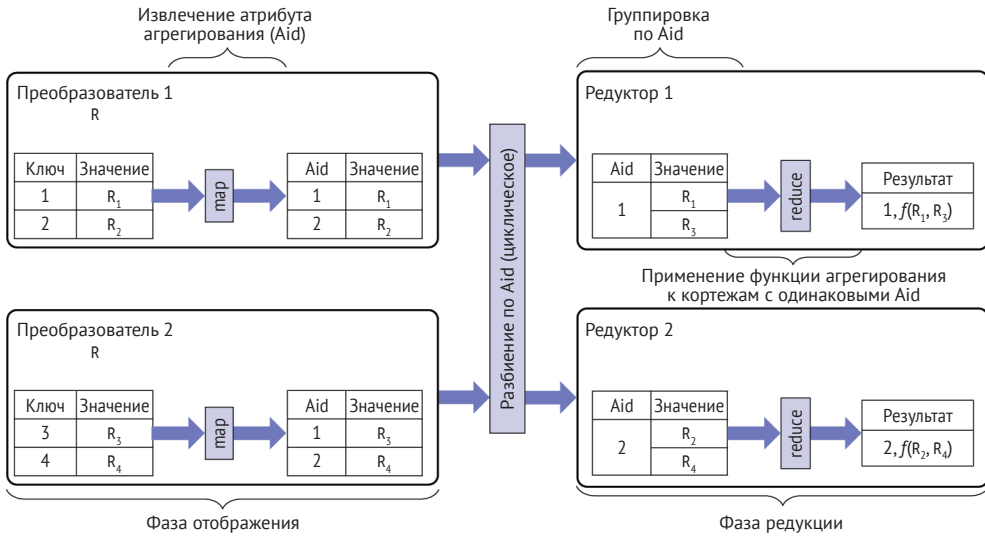 Извлечение атрибута
агрегирования (Aid)
Группировка
по Aid
Преобразователь 1
R
Ключ Значение
1 R₁
2 R₂
map
Aid Значение
1 R₁
2 R₂
Разбиение по Aid (циклическое)
Редуктор 1
Aid Значение
1 R₁
R₃
reduce
Результат
1, f(R₁, R₃)
Применение функции агрегирования
к кортежам с одинаковыми Aid
Преобразователь 2
R
Ключ Значение
3 R₃
4 R₄
map
Aid Значение
1 R₃
2 R₄
Редуктор 2
Aid Значение
2 R₂
R₄
reduce
Результат
2, f(R₂, R₄)
Фаза отображения
Фаза редукции